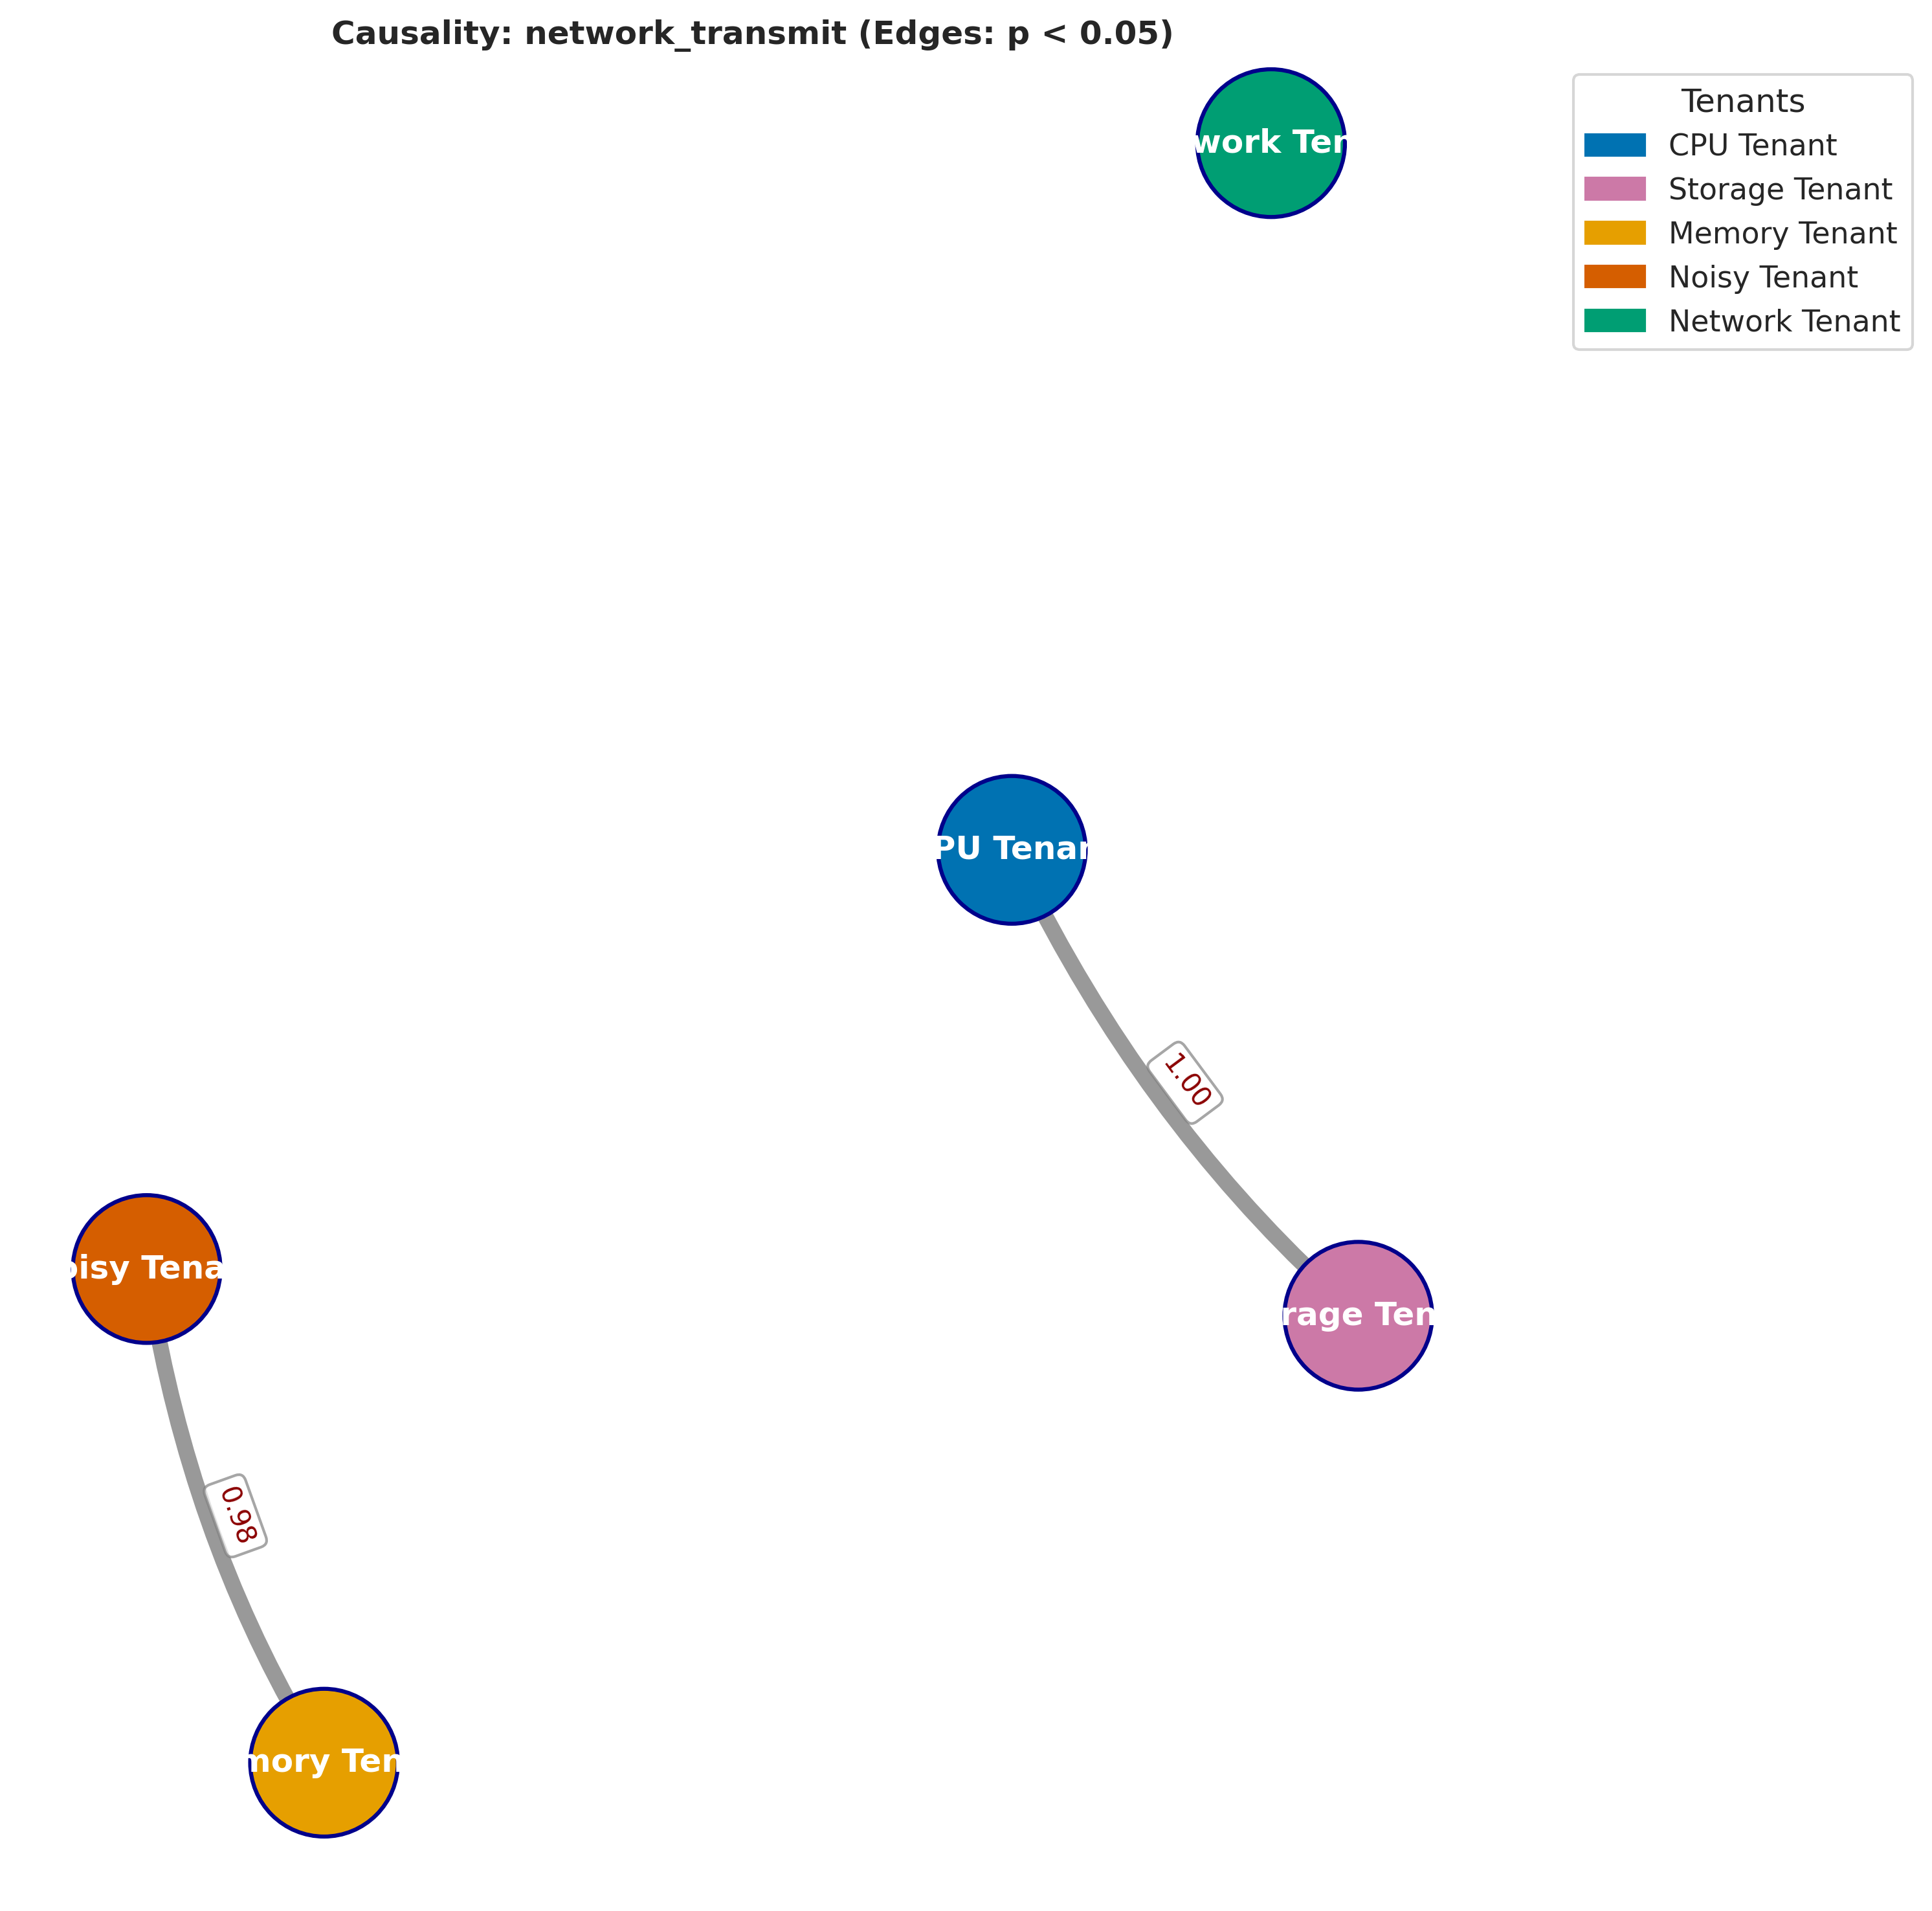 Causality: network_transmit (Edges: p < 0.05)
Tenants
CPU Tenant
Storage Tenant
Memory Tenant
Noisy Tenant
Network Tenant
work Ten
PU Tenan
1.00
oisy Tena
rage Ten
0.98
mory Ten